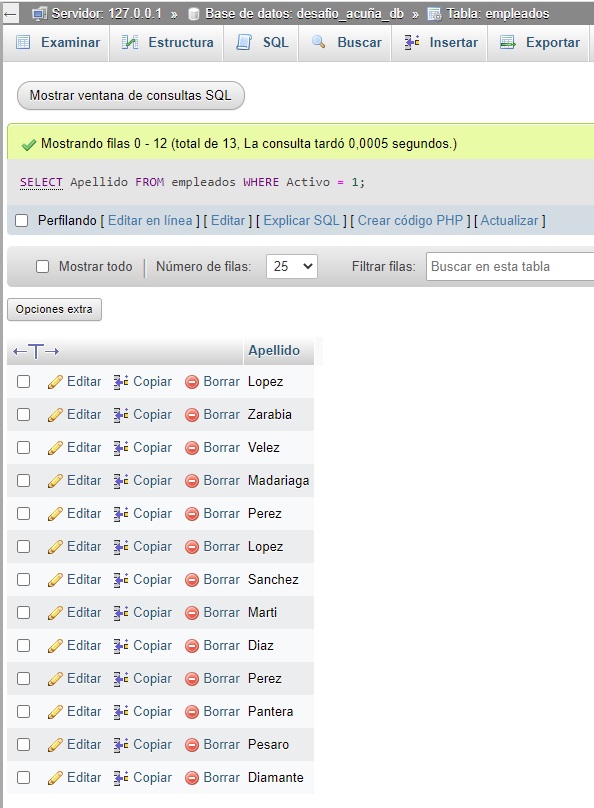 Servidor: 127.0.0.1 » Base de datos: desafio_acuña_db » Tabla: empleados
Examinar Estructura SQL Buscar Insertar Exportar
Mostrar ventana de consultas SQL
Mostrando filas 0 - 12 (total de 13, La consulta tardó 0,0005 segundos.)
SELECT Apellido FROM empleados WHERE Activo = 1;
Perfilando [ Editar en línea ] [ Editar ] [ Explicar SQL ] [ Crear código PHP ] [ Actualizar ]
Mostrar todo Número de filas: 25 Filtrar filas: Buscar en esta tabla
Opciones extra
←T→ Apellido
Editar Copiar Borrar Lopez
Editar Copiar Borrar Zarabia
Editar Copiar Borrar Velez
Editar Copiar Borrar Madariaga
Editar Copiar Borrar Perez
Editar Copiar Borrar Lopez
Editar Copiar Borrar Sanchez
Editar Copiar Borrar Marti
Editar Copiar Borrar Diaz
Editar Copiar Borrar Perez
Editar Copiar Borrar Pantera
Editar Copiar Borrar Pesaro
Editar Copiar Borrar Diamante